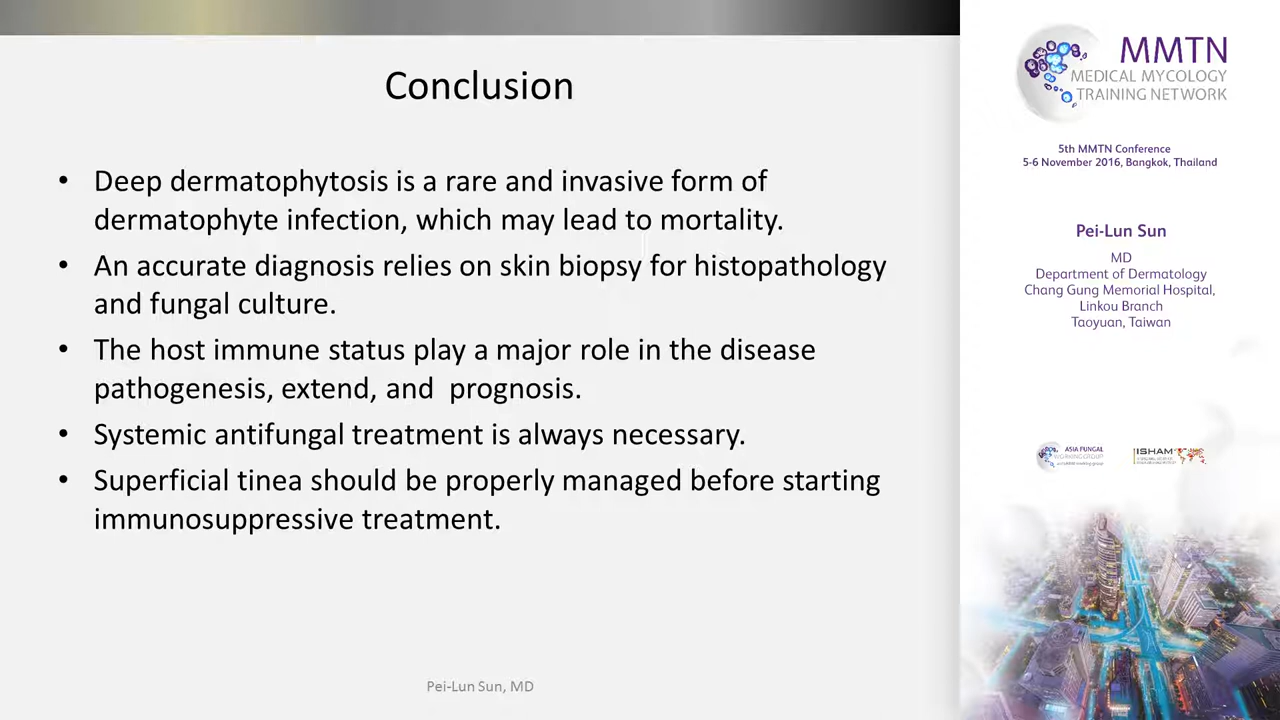 Conclusion
• Deep dermatophytosis is a rare and invasive form of
dermatophyte infection, which may lead to mortality.
• An accurate diagnosis relies on skin biopsy for histopathology
and fungal culture.
• The host immune status play a major role in the disease
pathogenesis, extend, and  prognosis.
• Systemic antifungal treatment is always necessary.
• Superficial tinea should be properly managed before starting
immunosuppressive treatment.
Pei-Lun Sun, MD
MMTN
MEDICAL MYCOLOGY
TRAINING NETWORK
5th MMTN Conference
5-6 November 2016, Bangkok, Thailand
Pei-Lun Sun
MD
Department of Dermatology
Chang Gung Memorial Hospital,
Linkou Branch
Taoyuan, Taiwan
ASIA FUNGAL
WORKING GROUP
ISHAM